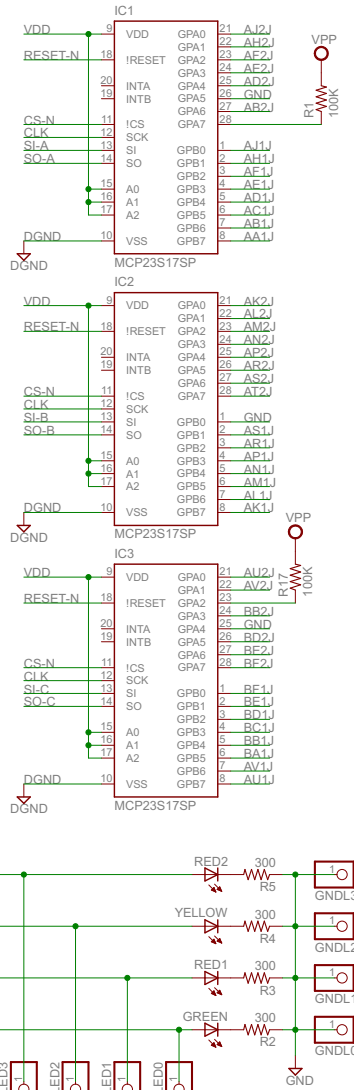 IC1
VDD 9 VDD GPA0 21 AJ2J
GPA1 22 AH2J
RESET-N 18 !RESET GPA2 23 AF2J
GPA3 24 AE2J
20 INTA GPA4 25 AD2J
19 INTB GPA5 26 GND
GPA6 27 AB2J
CS-N 11 !CS GPA7 28
CLK 12 SCK
SI-A 13 SI GPB0 1 AJ1J
SO-A 14 SO GPB1 2 AH1J
GPB2 3 AF1J
15 A0 GPB3 4 AE1J
16 A1 GPB4 5 AD1J
17 A2 GPB5 6 AC1J
GPB6 7 AB1J
DGND 10 VSS GPB7 8 AA1J
DGND
MCP23S17SP
VPP
R1
100K
IC2
VDD 9 VDD GPA0 21 AK2J
GPA1 22 AL2J
RESET-N 18 !RESET GPA2 23 AM2J
GPA3 24 AN2J
20 INTA GPA4 25 AP2J
19 INTB GPA5 26 AR2J
GPA6 27 AS2J
CS-N 11 !CS GPA7 28 AT2J
CLK 12 SCK
SI-B 13 SI GPB0 1 GND
SO-B 14 SO GPB1 2 AS1J
GPB2 3 AR1J
15 A0 GPB3 4 AP1J
16 A1 GPB4 5 AN1J
17 A2 GPB5 6 AM1J
GPB6 7 AL1J
DGND 10 VSS GPB7 8 AK1J
DGND
MCP23S17SP
VPP
R17
100K
IC3
VDD 9 VDD GPA0 21 AU2J
GPA1 22 AV2J
RESET-N 18 !RESET GPA2 23
GPA3 24 BB2J
20 INTA GPA4 25 GND
19 INTB GPA5 26 BD2J
GPA6 27 BE2J
CS-N 11 !CS GPA7 28 BF2J
CLK 12 SCK
SI-C 13 SI GPB0 1 BF1J
SO-C 14 SO GPB1 2 BE1J
GPB2 3 BD1J
15 A0 GPB3 4 BC1J
16 A1 GPB4 5 BB1J
17 A2 GPB5 6 BA1J
GPB6 7 AV1J
DGND 10 VSS GPB7 8 AU1J
DGND
MCP23S17SP
RED2 300 R5 1 GNDL3
YELLOW 300 R4 1 GNDL2
RED1 300 R3 1 GNDL1
GREEN 300 R2 1 GNDL0
GND
ED3 1
ED2 1
ED1 1
ED0 1